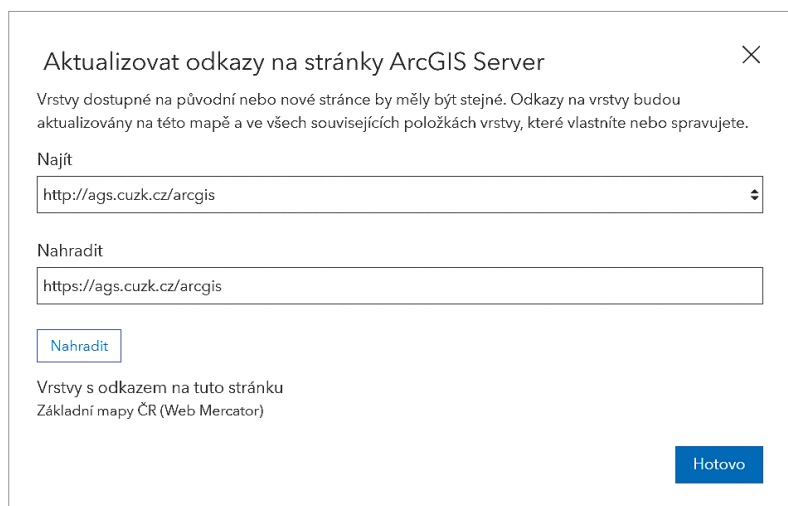 Aktualizovat odkazy na stránky ArcGIS Server
Vrstvy dostupné na původní nebo nové stránce by měly být stejné. Odkazy na vrstvy budou
aktualizovány na této mapě a ve všech souvisejících položkách vrstvy, které vlastníte nebo spravujete.
Najít
http://ags.cuzk.cz/arcgis
Nahradit
https://ags.cuzk.cz/arcgis
Nahradit
Vrstvy s odkazem na tuto stránku
Základní mapy ČR (Web Mercator)
Hotovo